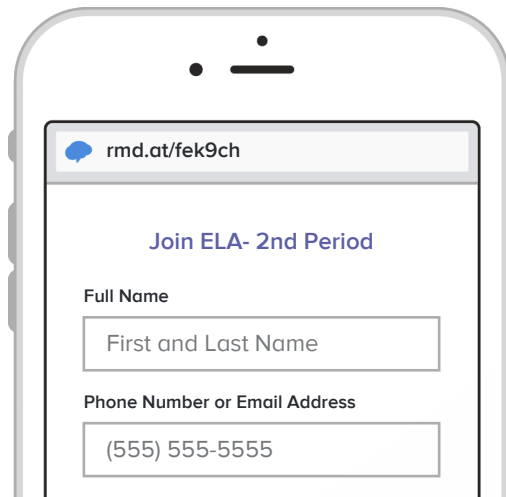 rmd.at/fek9ch
Join ELA- 2nd Period
Full Name
First and Last Name
Phone Number or Email Address
(555) 555-5555